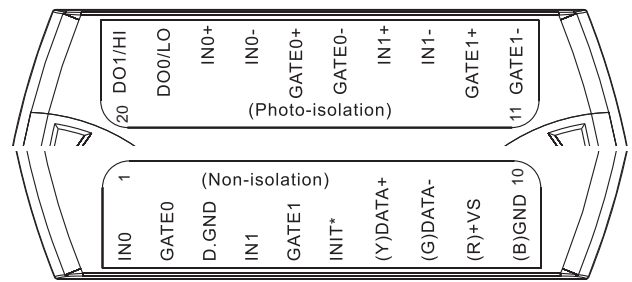 DO1/HI
DO0/LO
IN0+
IN0-
GATE0+
GATE0-
IN1+
IN1-
GATE1+
GATE1-
20
(Photo-isolation)
11
1
(Non-isolation)
10
IN0
GATE0
D.GND
IN1
GATE1
INIT*
(Y)DATA+
(G)DATA-
(R)+VS
(B)GND